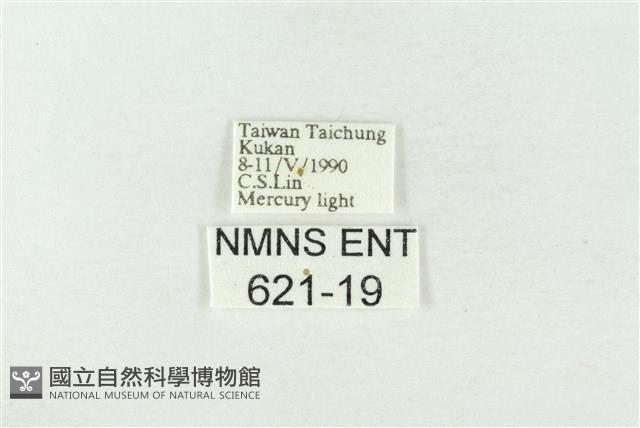 Taiwan Taichung
Kukan
8-11/V/1990
C.S.Lin
Mercury light
NMNS ENT
621-19
國立自然科學博物館
NATIONAL MUSEUM OF NATURAL SCIENCE